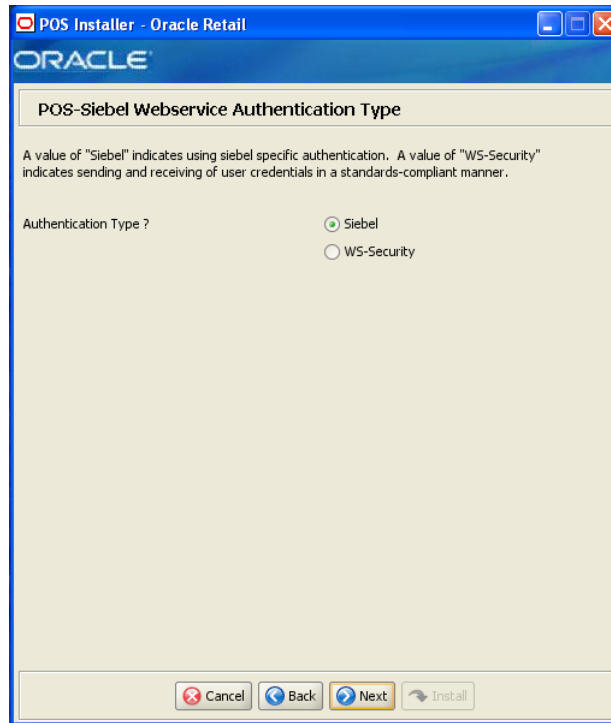 POS Installer - Oracle Retail
ORACLE
POS-Siebel Webservice Authentication Type
A value of "Siebel" indicates using siebel specific authentication. A value of "WS-Security"
indicates sending and receiving of user credentials in a standards-compliant manner.
Authentication Type ?
Siebel
WS-Security
Cancel
Back
Next
Install